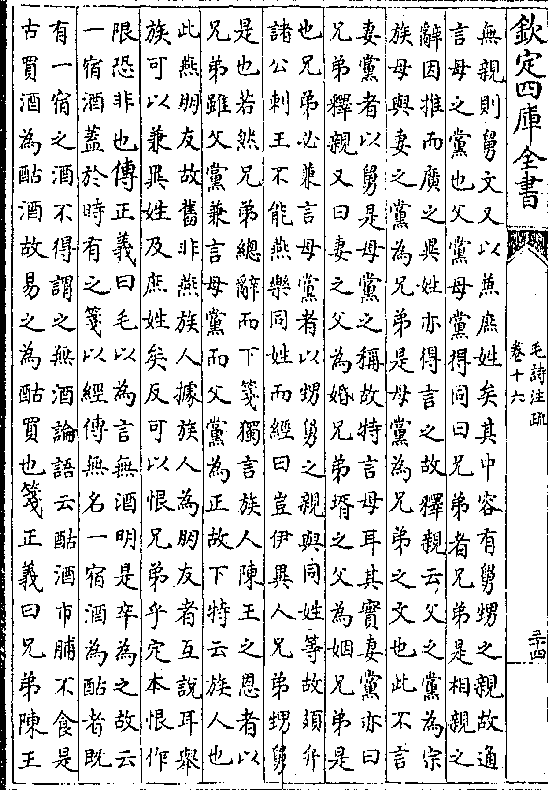 欽定四庫全書
毛詩注疏
卷十六
三十四
無親則舅文又以兼庶姓矣其中容有舅甥之親故通
言母之黨也父黨母黨得同曰兄弟者兄弟是相親之
辭因推而廣之異姓亦得言之故釋親云父之黨為宗
族母與妻之黨為兄弟是母黨為兄弟之文也此不言
妻黨者以舅是母黨之稱故特言母耳其實妻黨亦曰
兄弟釋親又曰妻之父為婚兄弟壻之父為姻兄弟是
也兄弟必兼言母黨者以甥舅之親與同姓等故頍弁
諸公刺王不能燕樂同姓而經曰豈伊異人兄弟甥舅
是也若然兄弟總辭而下箋獨言族人陳王之恩者以
兄弟雖父黨兼言母黨而父黨為正故下特云族人也
此燕朋友故舊非燕族人據族人為朋友者互說耳舉
族可以兼異姓及庶姓矣反可以恨兄弟乎定本恨作
限恐非也傳正義曰毛以為言無酒明是卒為之故云
一宿酒蓋於時有之箋以經傳無名一宿酒為酤者既
有一宿之酒不得謂之無酒論語云酤酒市脯不食是
古買酒為酤酒故易之為酤買也箋正義曰兄弟陳王